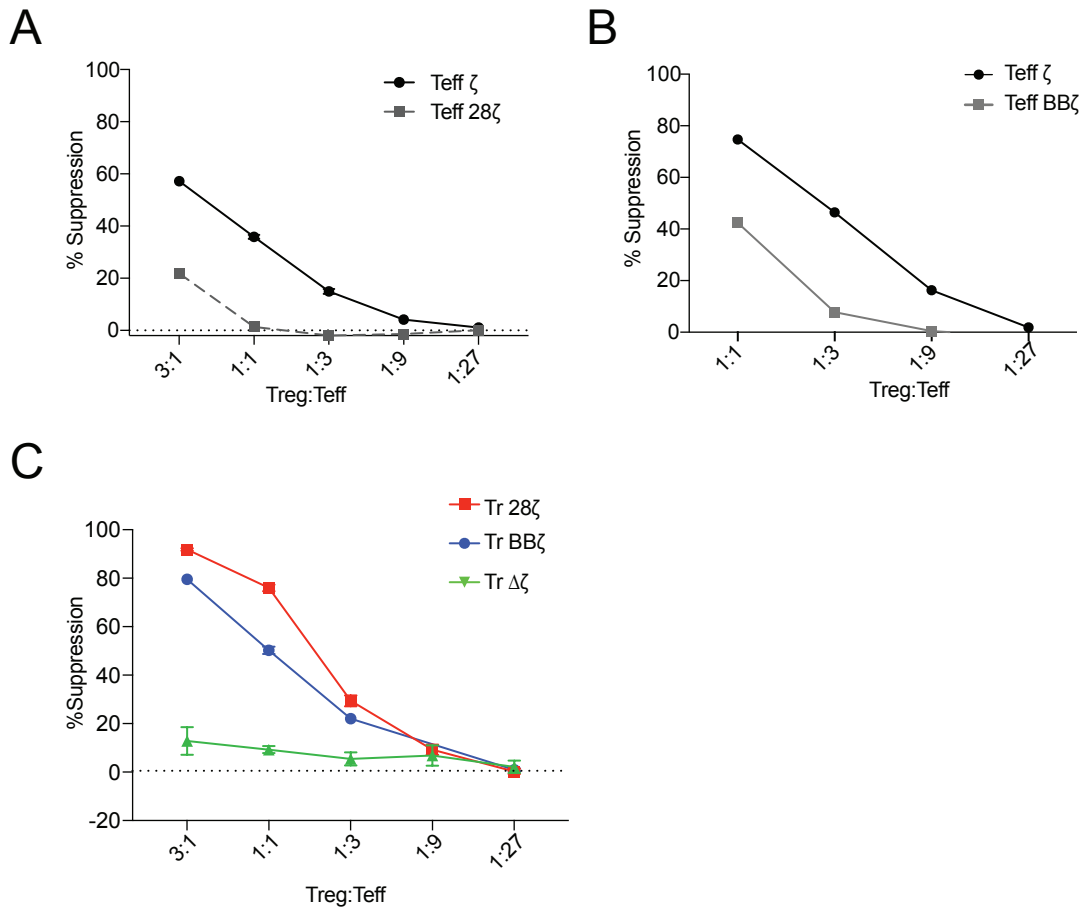 A
% Suppression
100
80
60
40
20
0
3:1
1:1
1:3
1:9
1:27
Treg:Teff
Teff ζ
Teff 28ζ
B
% Suppression
100
80
60
40
20
0
1:1
1:3
1:9
1:27
Treg:Teff
Teff ζ
Teff BBζ
C
%Suppression
100
80
60
40
20
0
-20
3:1
1:1
1:3
1:9
1:27
Treg:Teff
Tr 28ζ
Tr BBζ
Tr Δζ